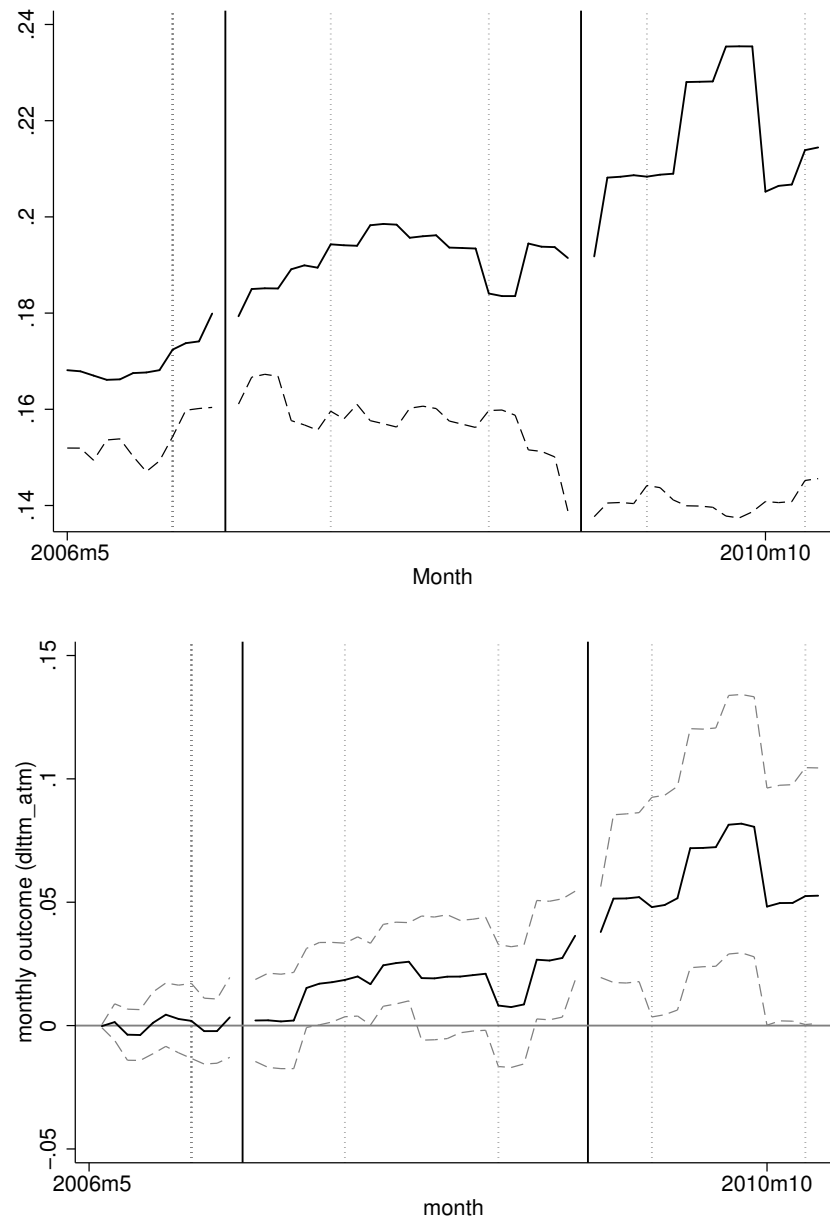 .24
.22
.2
.18
.16
.14
2006m5
2010m10
Month
.15
.1
.05
0
-.05
monthly outcome (dlttm_atm)
2006m5
2010m10
month